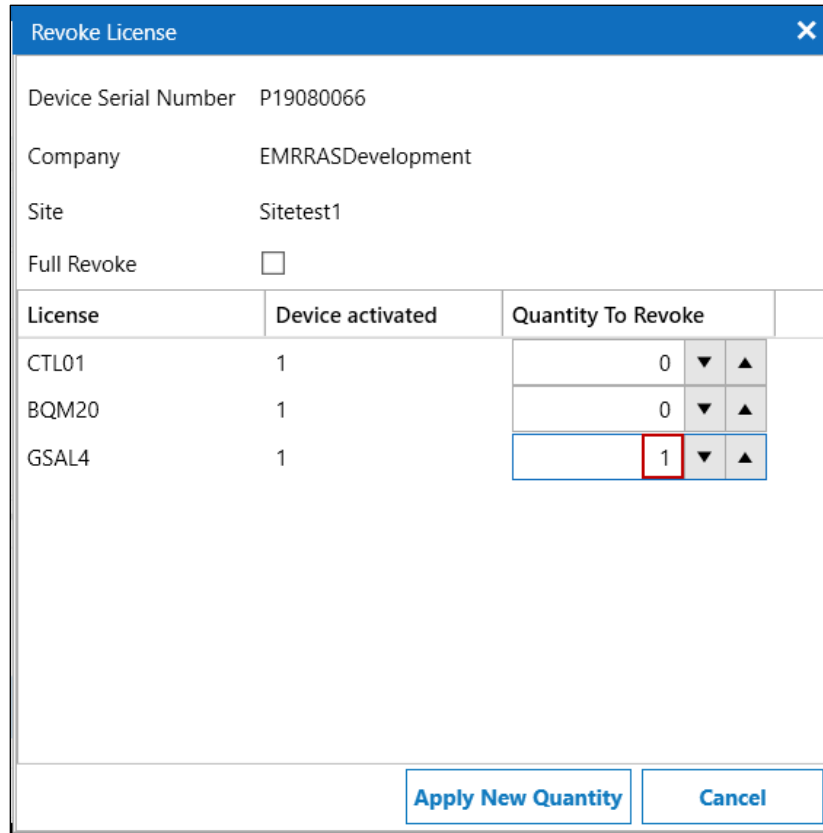 Revoke License
Device Serial Number P19080066
Company EMRRASDevelopment
Site Sitetest1
Full Revoke
License Device activated Quantity To Revoke
CTL01 1 0
BQM20 1 0
GSAL4 1 1
Apply New Quantity Cancel